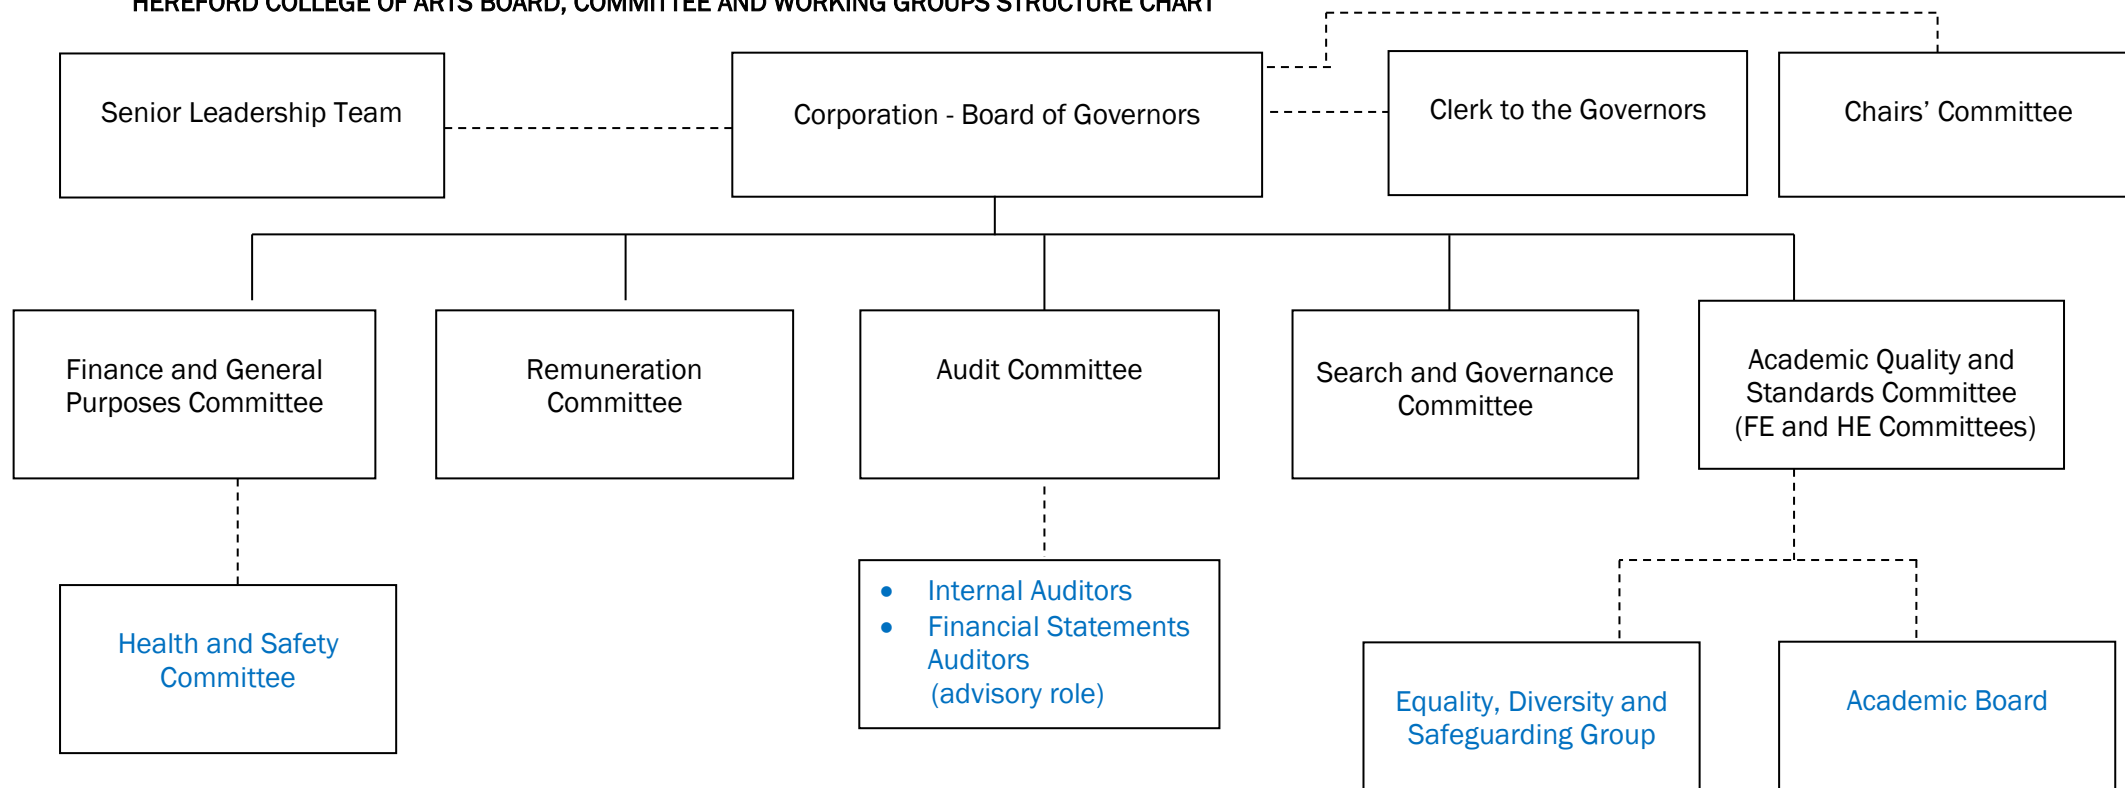 HEREFORD COLLEGE OF ARTS BOARD, COMMITTEE AND WORKING GROUPS STRUCTURE CHART
Senior Leadership Team
Corporation - Board of Governors
Clerk to the Governors
Chairs’ Committee
Finance and General
Purposes Committee
Remuneration
Committee
Audit Committee
Search and Governance
Committee
Academic Quality and
Standards Committee
(FE and HE Committees)
Health and Safety
Committee
• Internal Auditors
• Financial Statements
Auditors
(advisory role)
Equality, Diversity and
Safeguarding Group
Academic Board